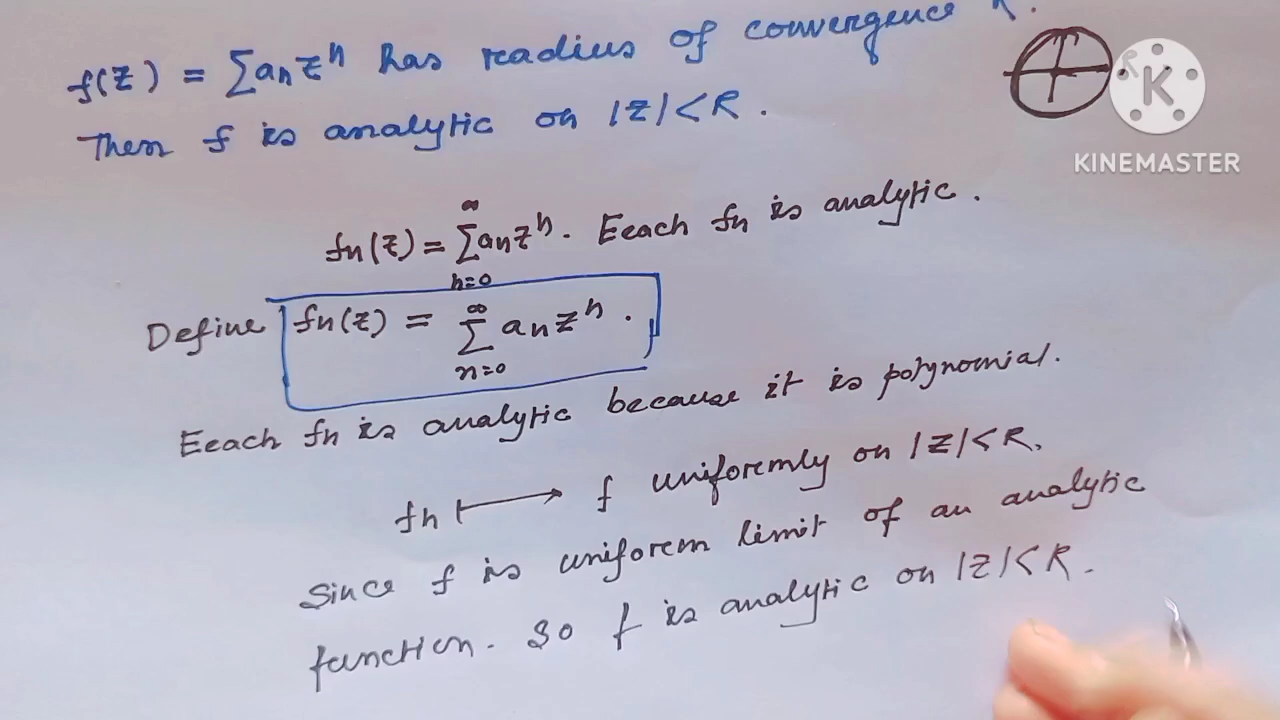 f(z) = Σaₙzⁿ has radius of convergence R.
Then f is analytic on |z|<R.
R
K
KINEMASTER
fn(z) = Σ_{n=0}^{∞} aₙzⁿ. Eeach fn is analytic.
Define fn(z) = Σ_{n=0}^{∞} aₙzⁿ.
Eeach fn is analytic because it is polynomial.
fn ⟼ f uniformly on |z|<R.
Since f is uniform limit of an analytic
function. So f is analytic on |z|<R.